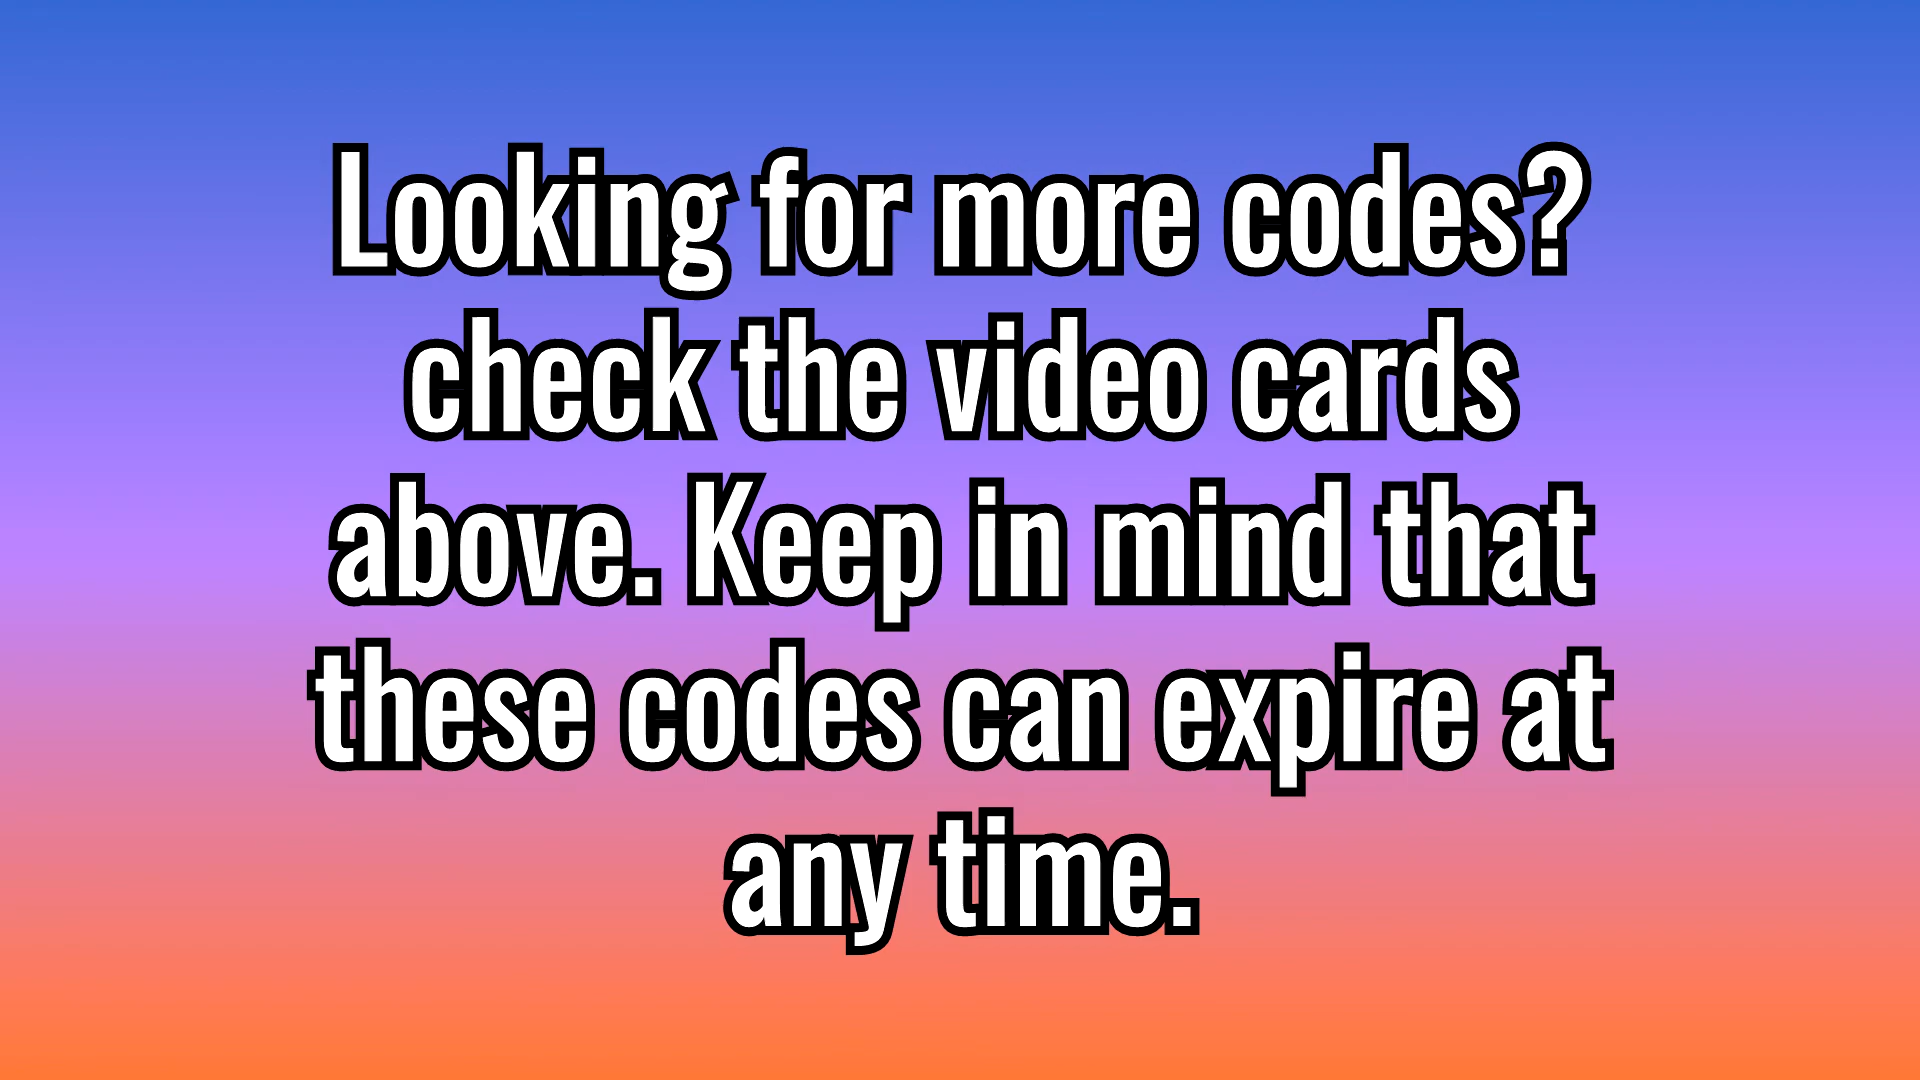 Looking for more codes?
check the video cards
above. Keep in mind that
these codes can expire at
any time.